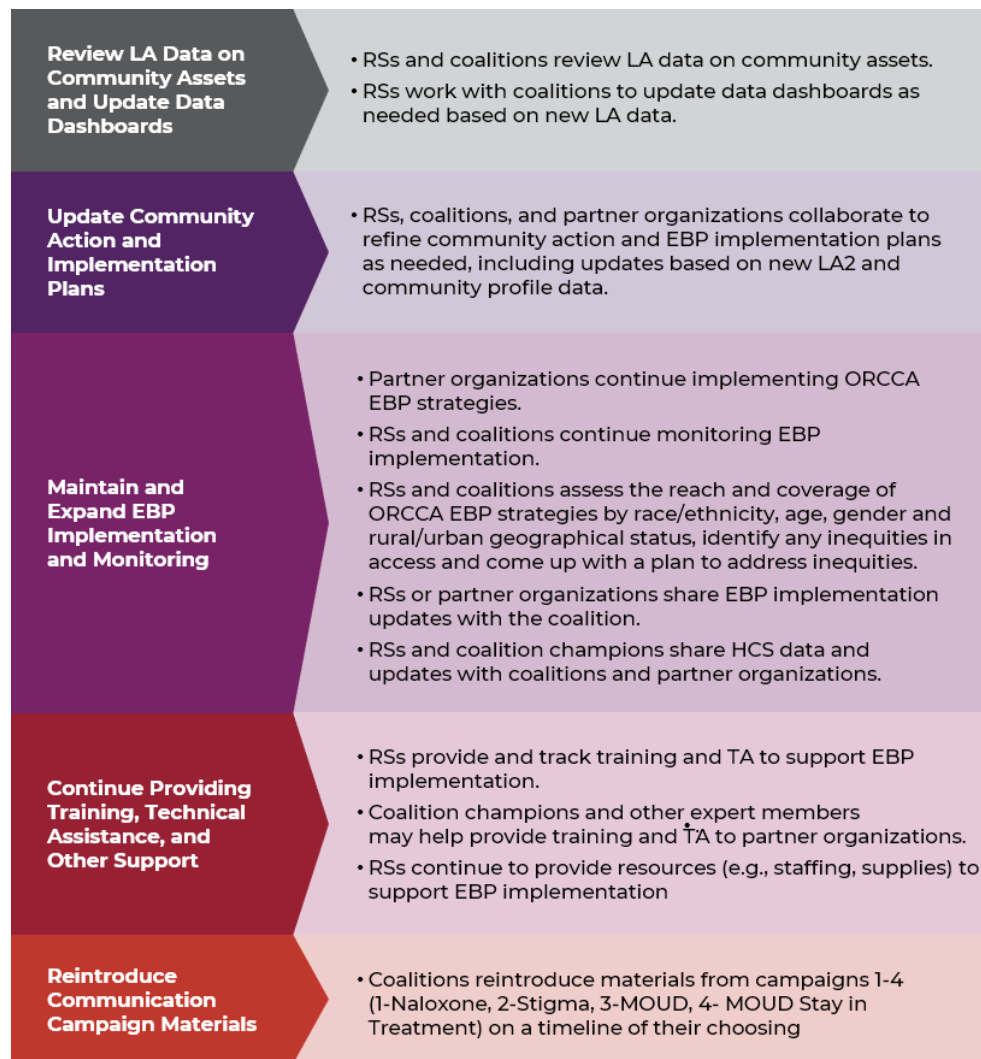 Review LA Data on
Community Assets
and Update Data
Dashboards
• RSs and coalitions review LA data on community assets.
• RSs work with coalitions to update data dashboards as
needed based on new LA data.
Update Community
Action and
Implementation
Plans
• RSs, coalitions, and partner organizations collaborate to
refine community action and EBP implementation plans
as needed, including updates based on new LA2 and
community profile data.
Maintain and
Expand EBP
Implementation
and Monitoring
• Partner organizations continue implementing ORCCA
EBP strategies.
• RSs and coalitions continue monitoring EBP
implementation.
• RSs and coalitions assess the reach and coverage of
ORCCA EBP strategies by race/ethnicity, age, gender and
rural/urban geographical status, identify any inequities in
access and come up with a plan to address inequities.
• RSs or partner organizations share EBP implementation
updates with the coalition.
• RSs and coalition champions share HCS data and
updates with coalitions and partner organizations.
Continue Providing
Training, Technical
Assistance, and
Other Support
• RSs provide and track training and TA to support EBP
implementation.
• Coalition champions and other expert members
may help provide training and TA to partner organizations.
• RSs continue to provide resources (e.g., staffing, supplies) to
support EBP implementation
Reintroduce
Communication
Campaign Materials
• Coalitions reintroduce materials from campaigns 1-4
(1-Naloxone, 2-Stigma, 3-MOUD, 4- MOUD Stay in
Treatment) on a timeline of their choosing